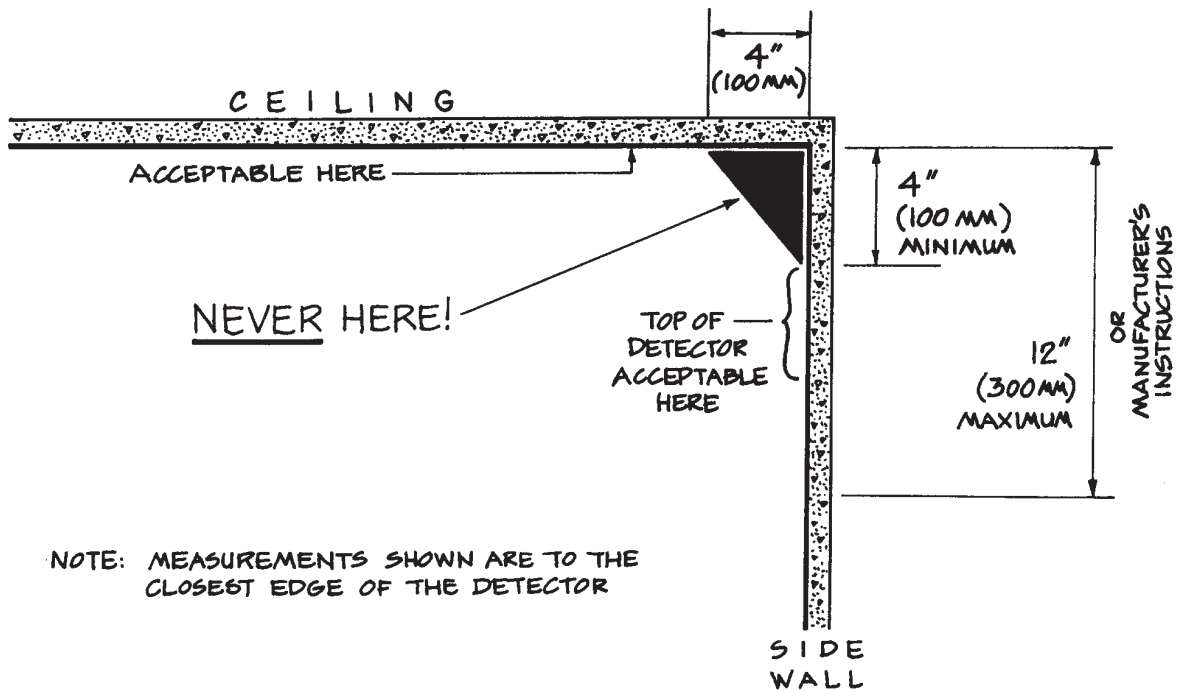 4"
(100MM)
CEILING
ACCEPTABLE HERE
4"
(100 MM)
MINIMUM
NEVER HERE!
TOP OF
DETECTOR
ACCEPTABLE
HERE
12"
(300MM)
MAXIMUM
OR
MANUFACTURER'S
INSTRUCTIONS
NOTE: MEASUREMENTS SHOWN ARE TO THE
CLOSEST EDGE OF THE DETECTOR
SIDE
WALL